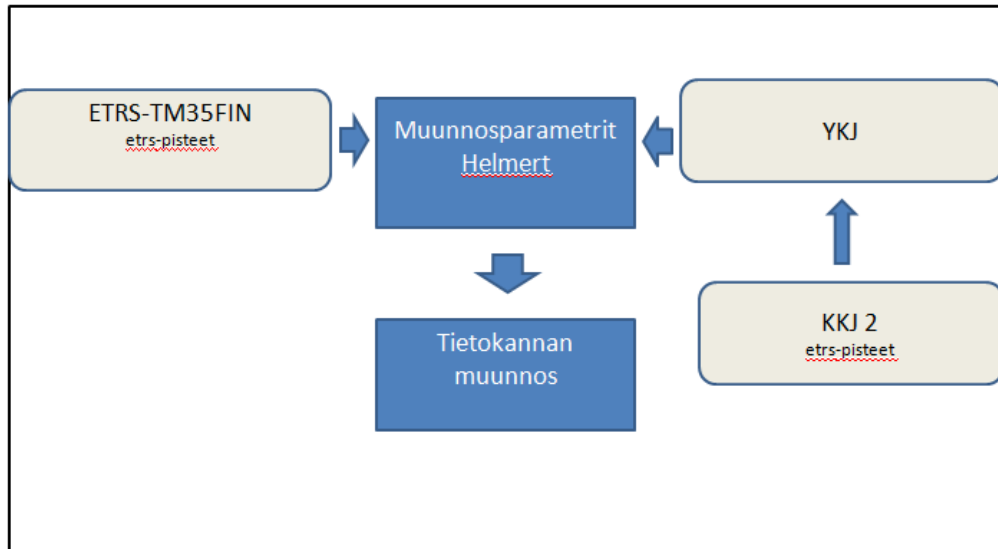 ETRS-TM35FIN
etrs-pisteet
Muunnosparametrit
Helmert
YKJ
KKJ 2
etrs-pisteet
Tietokannan
muunnos